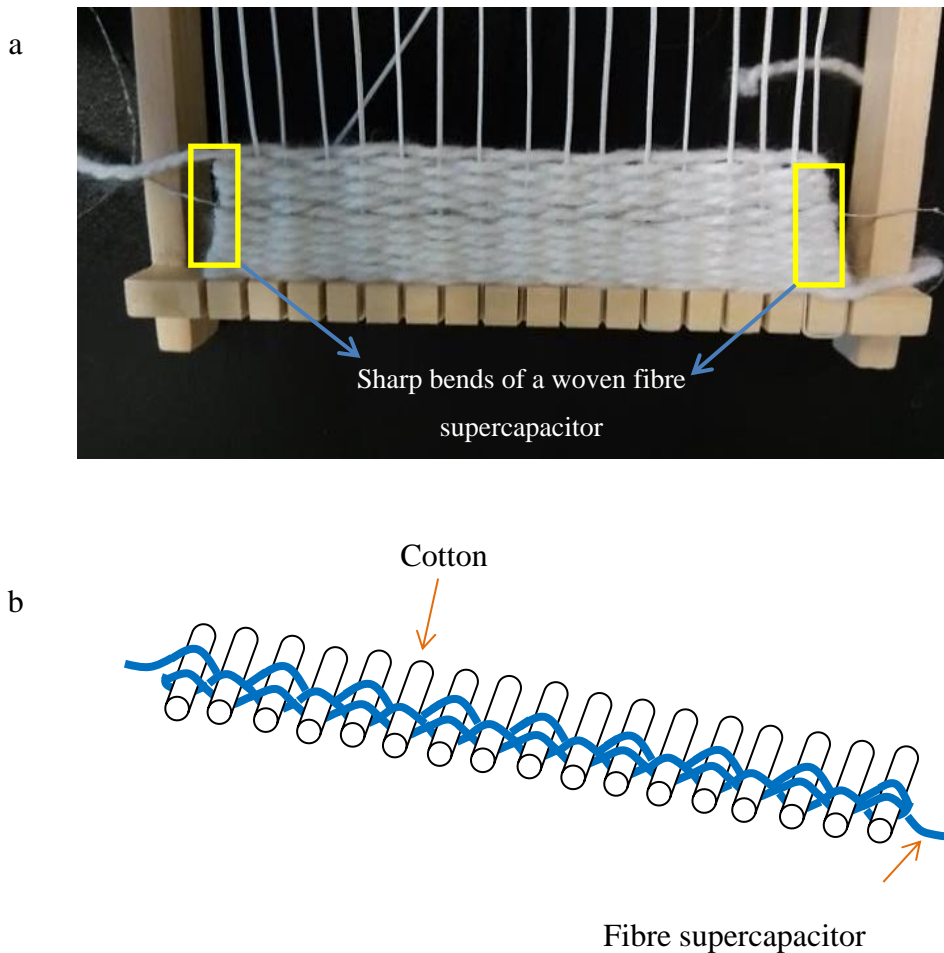 a
Sharp bends of a woven fibre
supercapacitor
b
Cotton
Fibre supercapacitor